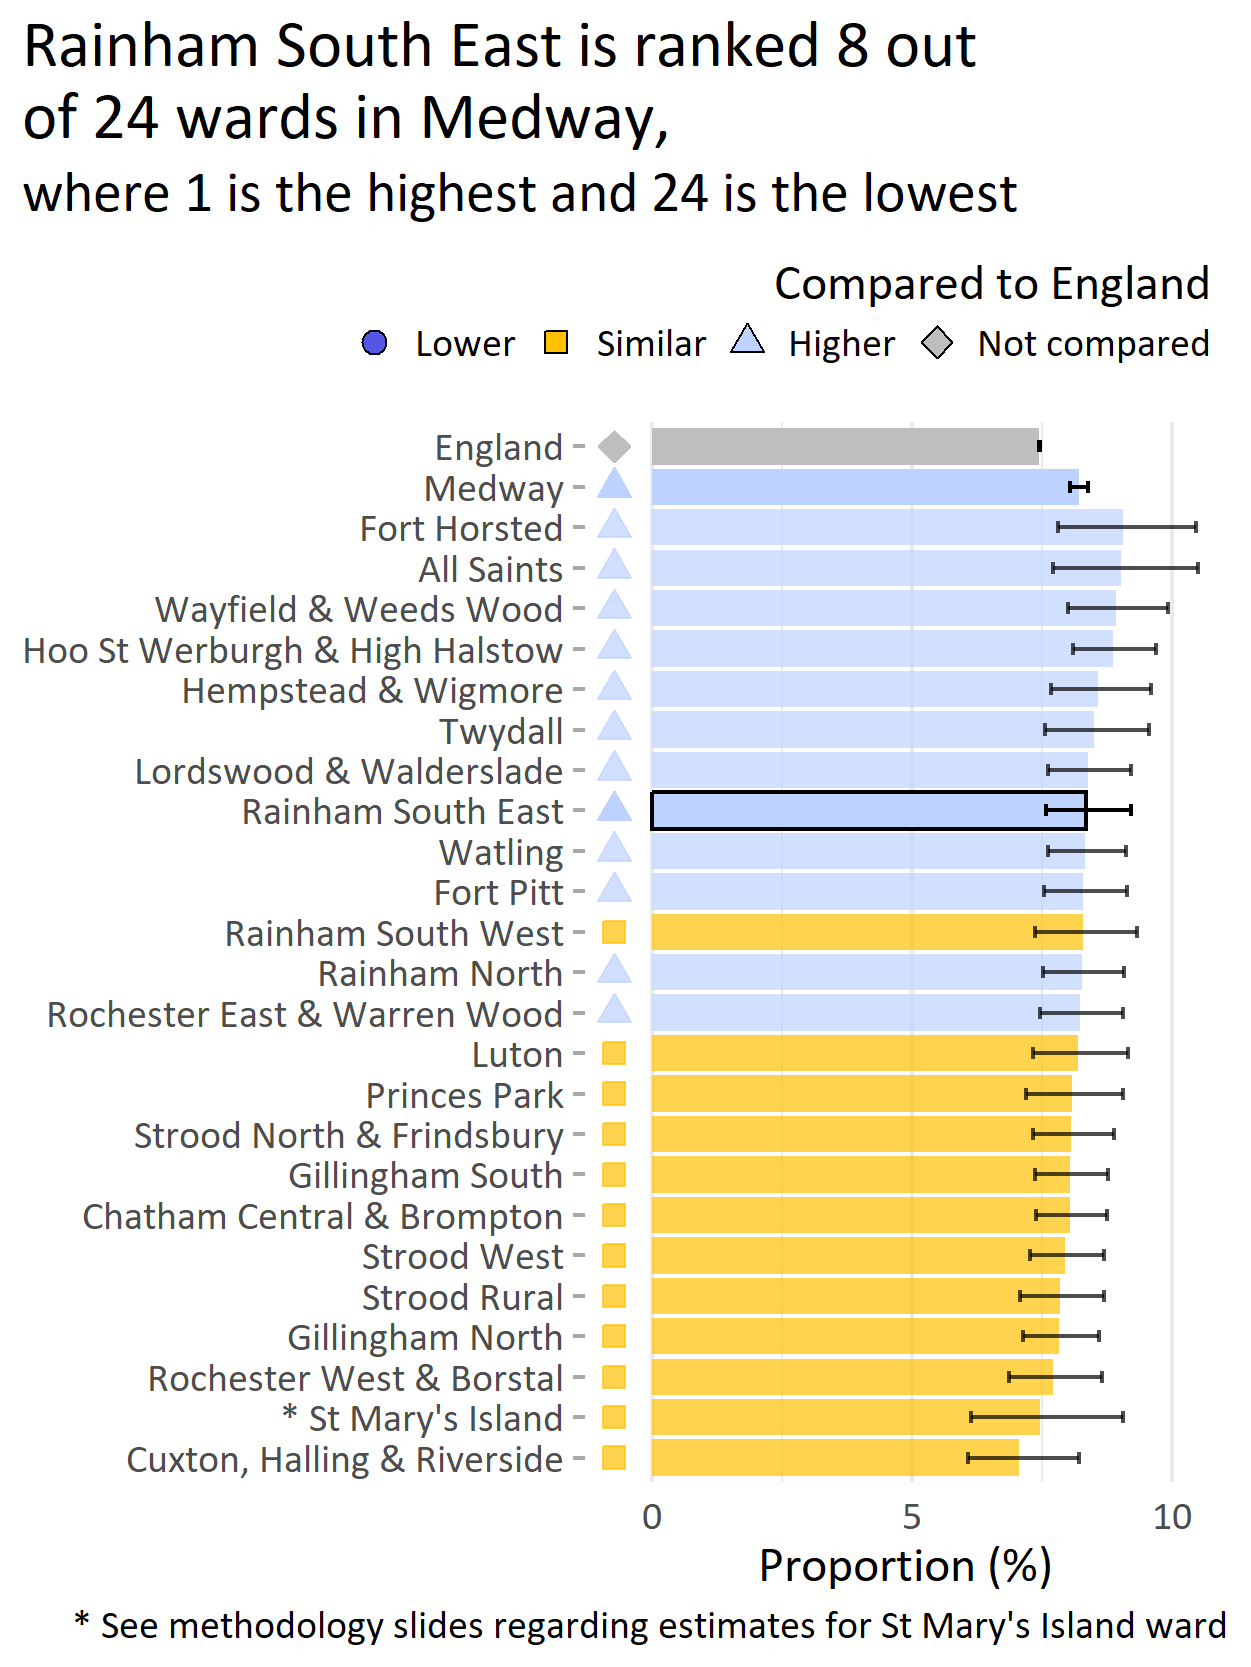 Rainham South East is ranked 8 out
of 24 wards in Medway,
where 1 is the highest and 24 is the lowest
Compared to England
Lower Similar Higher Not compared
England
Medway
Fort Horsted
All Saints
Wayfield & Weeds Wood
Hoo St Werburgh & High Halstow
Hempstead & Wigmore
Twydall
Lordswood & Walderslade
Rainham South East
Watling
Fort Pitt
Rainham South West
Rainham North
Rochester East & Warren Wood
Luton
Princes Park
Strood North & Frindsbury
Gillingham South
Chatham Central & Brompton
Strood West
Strood Rural
Gillingham North
Rochester West & Borstal
* St Mary's Island
Cuxton, Halling & Riverside
0 5 10
Proportion (%)
* See methodology slides regarding estimates for St Mary's Island ward